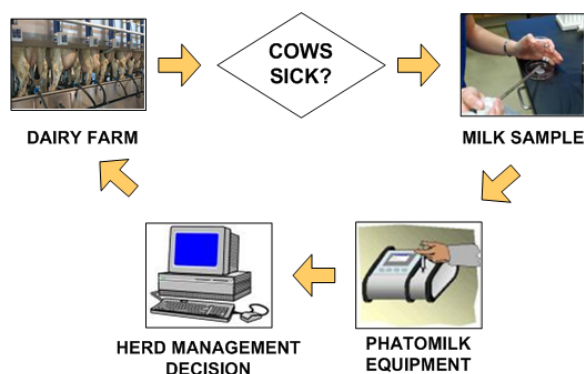 COWS
SICK?
DAIRY FARM
MILK SAMPLE
HERD MANAGEMENT
DECISION
PHATOMILK
EQUIPMENT